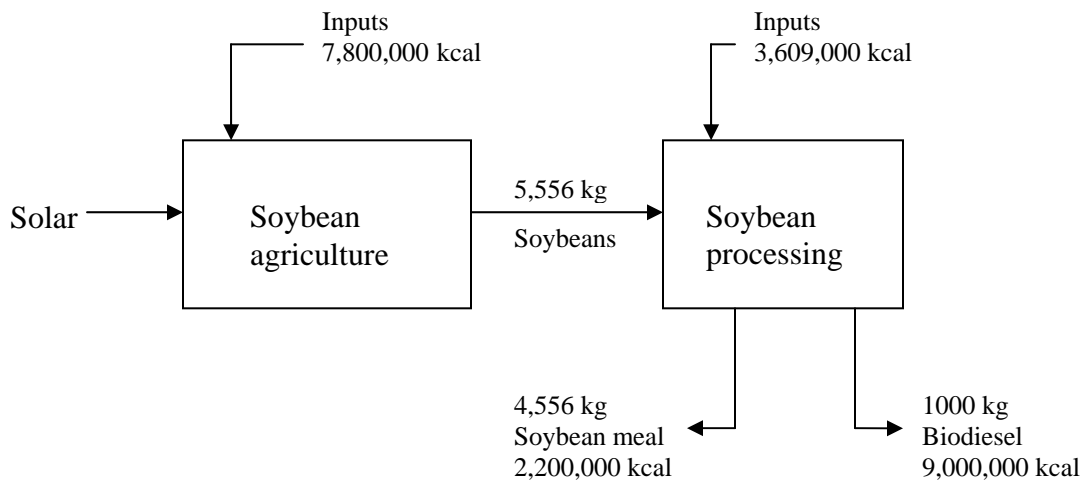 Inputs
7,800,000 kcal
Inputs
3,609,000 kcal
Solar
Soybean
agriculture
5,556 kg
Soybeans
Soybean
processing
4,556 kg
Soybean meal
2,200,000 kcal
1000 kg
Biodiesel
9,000,000 kcal